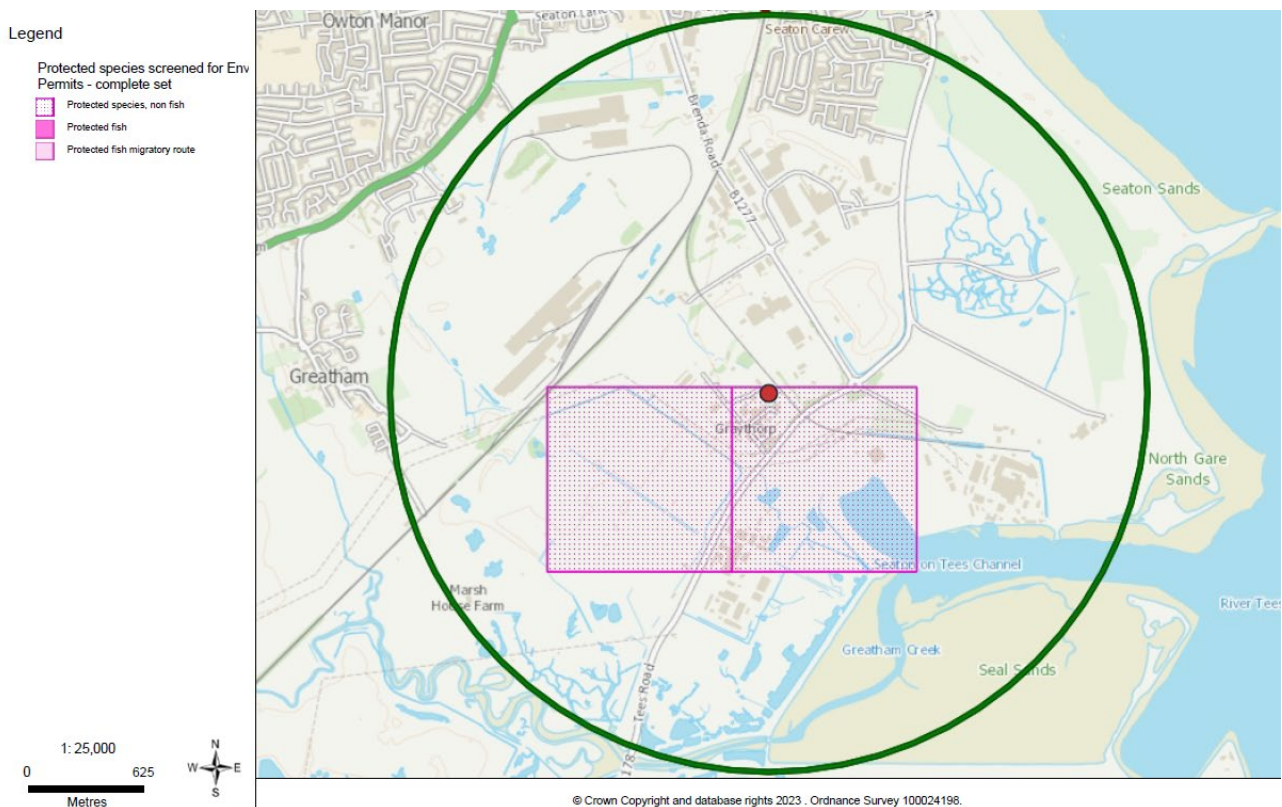 Legend
Protected species screened for Env
Permits - complete set
Protected species, non fish
Protected fish
Protected fish migratory route
Owton Manor
Seaton Lane
Seaton Carew
Brenda Road
B1277
Seaton Sands
Greatham
Graythorp
North Gare
Sands
Seaton on Tees Channel
Marsh
House Farm
River Tees
Greatham Creek
Seal Sands
Tees Road
178
1: 25,000
0 625
Metres
N
W E
S
© Crown Copyright and database rights 2023 . Ordnance Survey 100024198.